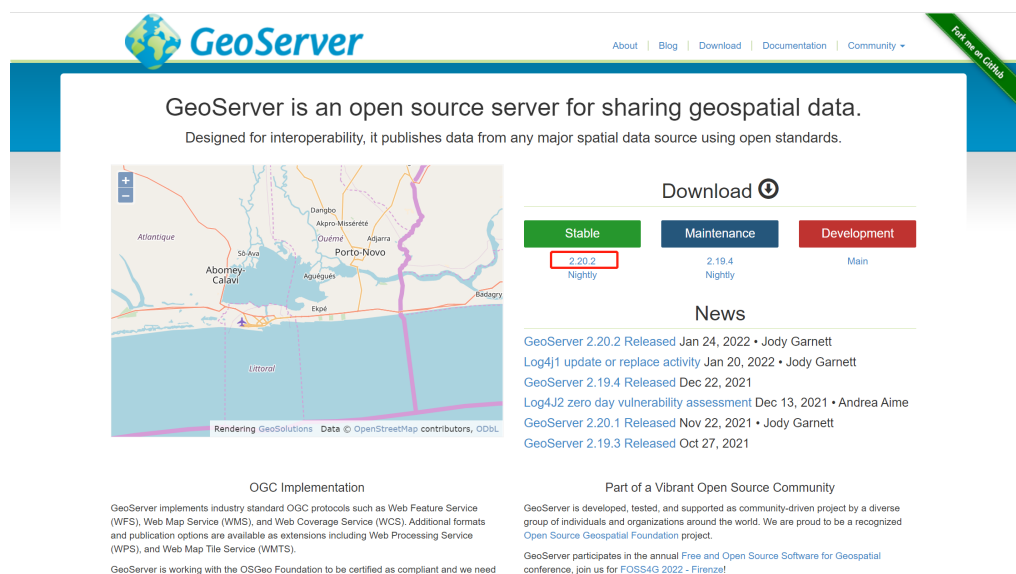 GeoServer
About
Blog
Download
Documentation
Community
Fork me on GitHub
GeoServer is an open source server for sharing geospatial data.
Designed for interoperability, it publishes data from any major spatial data source using open standards.
+
−
Dangbo
Akpro-Missérété
Atlantique
Ouémé
Adjarra
Sô-Ava
Porto-Novo
Abomey-
Calavi
Aguégués
Badagry
Ekpé
Littoral
Rendering GeoSolutions Data © OpenStreetMap contributors, ODbL
Download
Stable
Maintenance
Development
2.20.2
2.19.4
Main
Nightly
Nightly
News
GeoServer 2.20.2 Released Jan 24, 2022 • Jody Garnett
Log4j1 update or replace activity Jan 20, 2022 • Jody Garnett
GeoServer 2.19.4 Released Dec 22, 2021
Log4J2 zero day vulnerability assessment Dec 13, 2021 • Andrea Aime
GeoServer 2.20.1 Released Nov 22, 2021 • Jody Garnett
GeoServer 2.19.3 Released Oct 27, 2021
OGC Implementation
GeoServer implements industry standard OGC protocols such as Web Feature Service
(WFS), Web Map Service (WMS), and Web Coverage Service (WCS). Additional formats
and publication options are available as extensions including Web Processing Service
(WPS), and Web Map Tile Service (WMTS).
GeoServer is working with the OSGeo Foundation to be certified as compliant and we need
Part of a Vibrant Open Source Community
GeoServer is developed, tested, and supported as community-driven project by a diverse
group of individuals and organizations around the world. We are proud to be a recognized
Open Source Geospatial Foundation project.
GeoServer participates in the annual Free and Open Source Software for Geospatial
conference, join us for FOSS4G 2022 - Firenze!